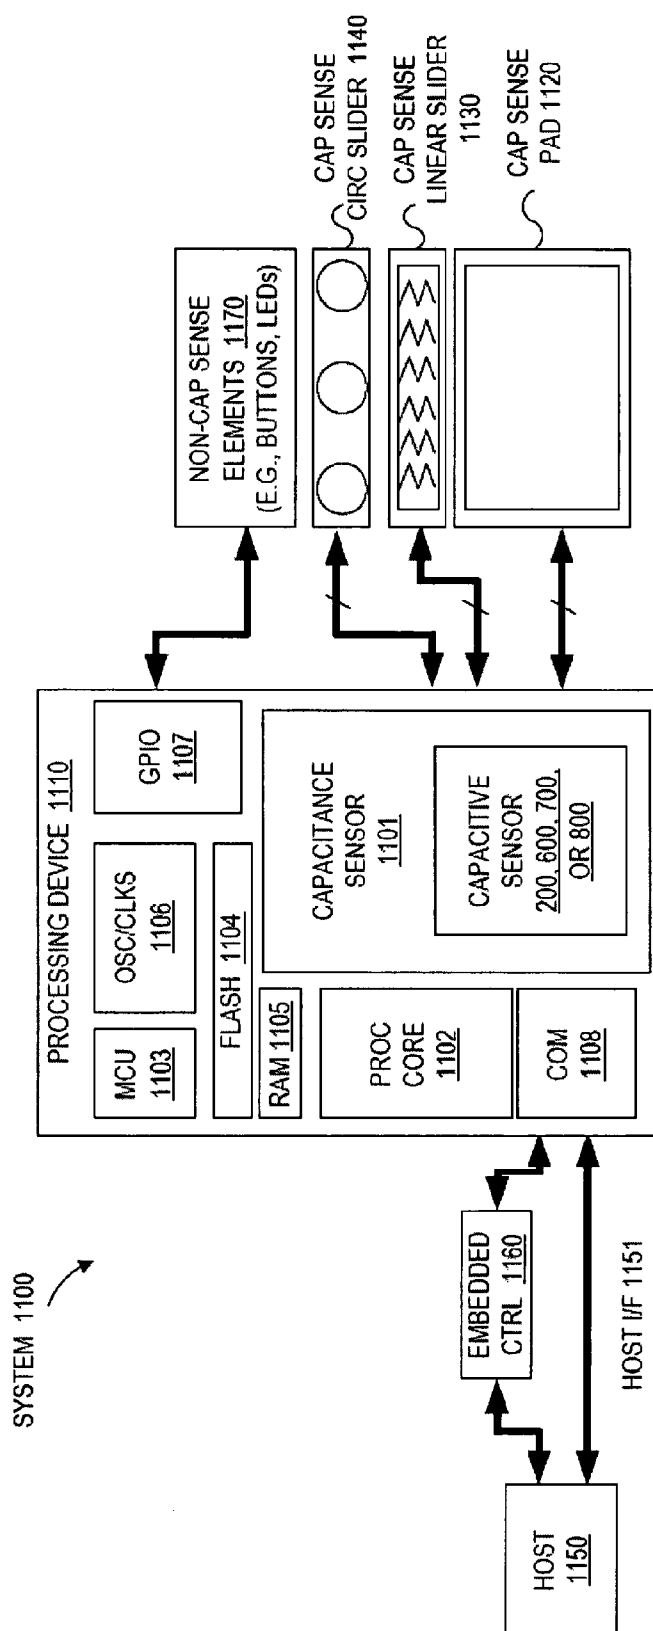 SYSTEM 1100
PROCESSING DEVICE 1110
MCU
1103
OSC/CLKS
1106
GPIO
1107
FLASH 1104
RAM 1105
PROC
CORE
1102
COM
1108
CAPACITANCE
SENSOR
1101
CAPACITIVE
SENSOR
200, 600, 700,
OR 800
HOST
1150
EMBEDDED
CTRL 1160
HOST I/F 1151
NON-CAP SENSE
ELEMENTS 1170
(E.G., BUTTONS, LEDs)
CAP SENSE
CIRC SLIDER 1140
CAP SENSE
LINEAR SLIDER
1130
CAP SENSE
PAD 1120